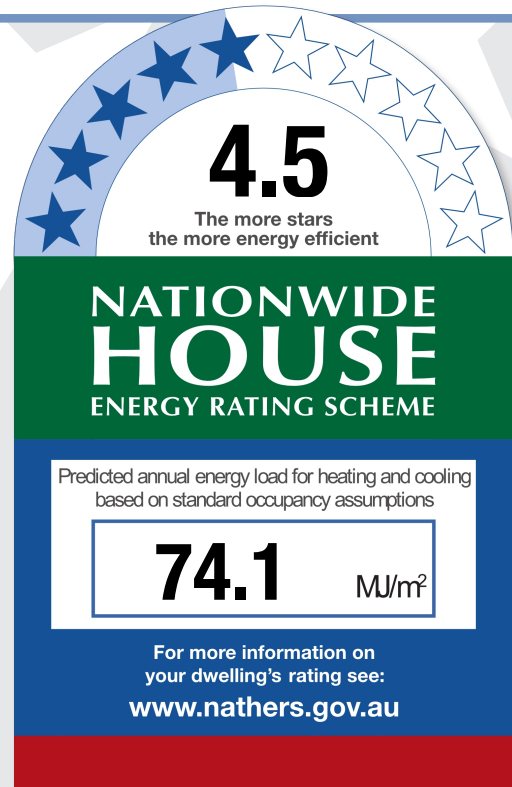 4.5
The more stars
the more energy efficient
NATIONWIDE
HOUSE
ENERGY RATING SCHEME
Predicted annual energy load for heating and cooling
based on standard occupancy assumptions
74.1 MJ/m²
For more information on
your dwelling's rating see:
www.nathers.gov.au